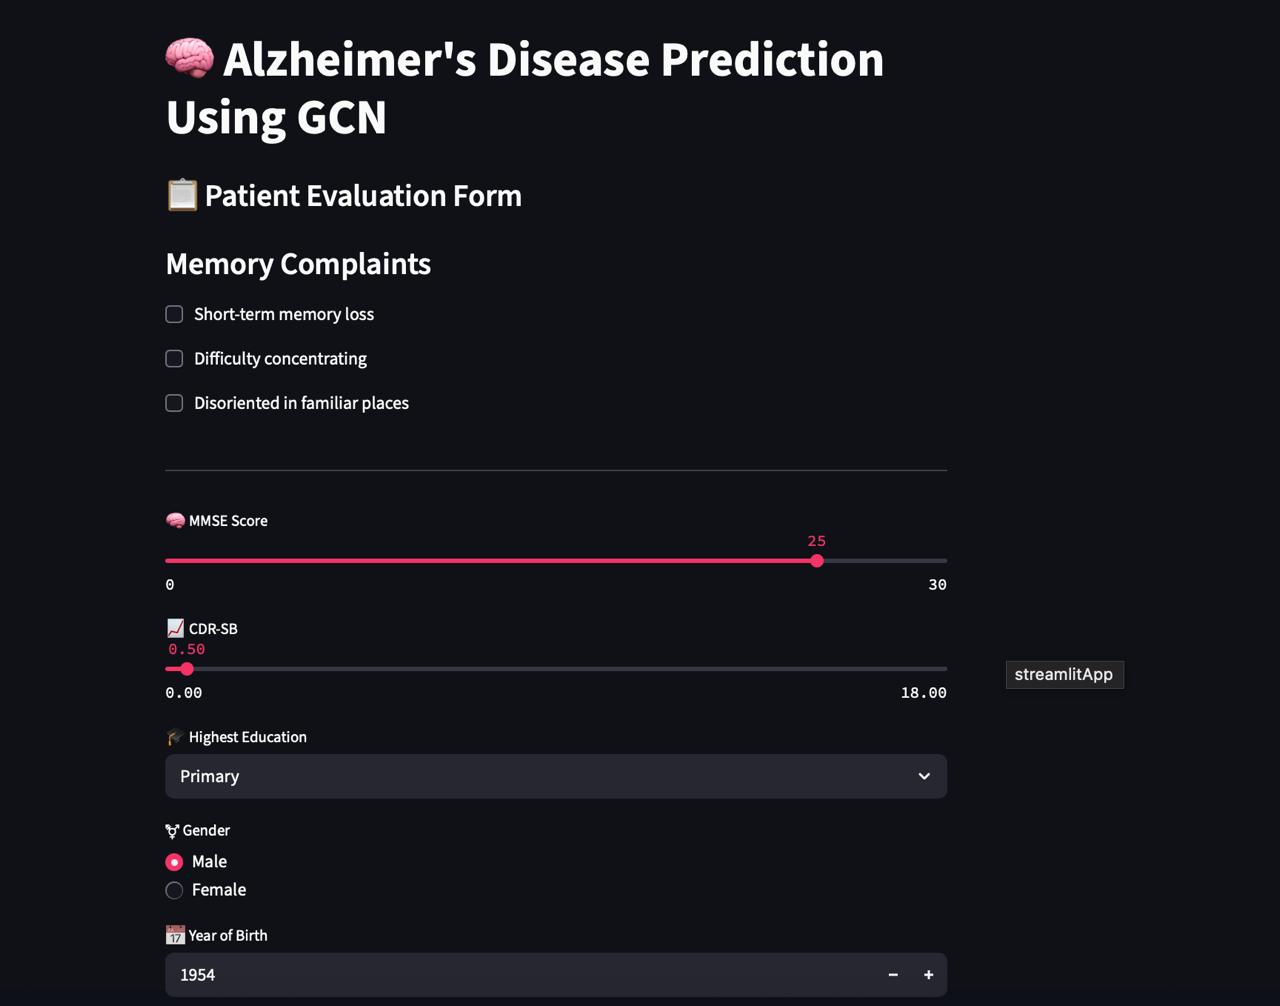 Alzheimer's Disease Prediction
Using GCN
Patient Evaluation Form
Memory Complaints
Short-term memory loss
Difficulty concentrating
Disoriented in familiar places
MMSE Score
25
0 30
CDR-SB
0.50
streamlitApp
0.00 18.00
Highest Education
Primary
Gender
Male
Female
17 Year of Birth
1954